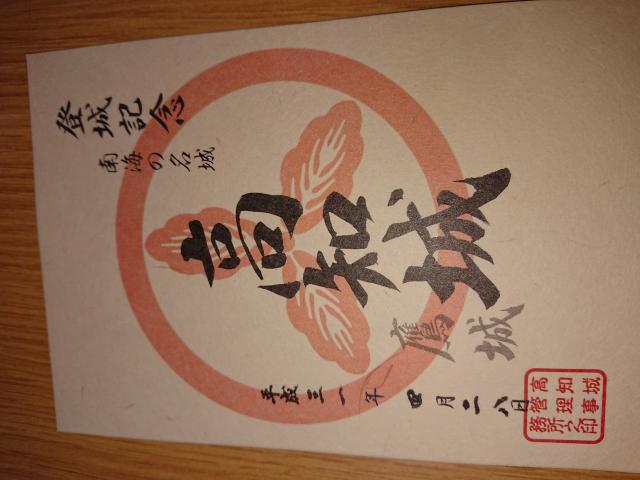 登城記念
南海の名城
高知城
鷹城
平成三一年四月二八日
高知城
管理事
務所之印